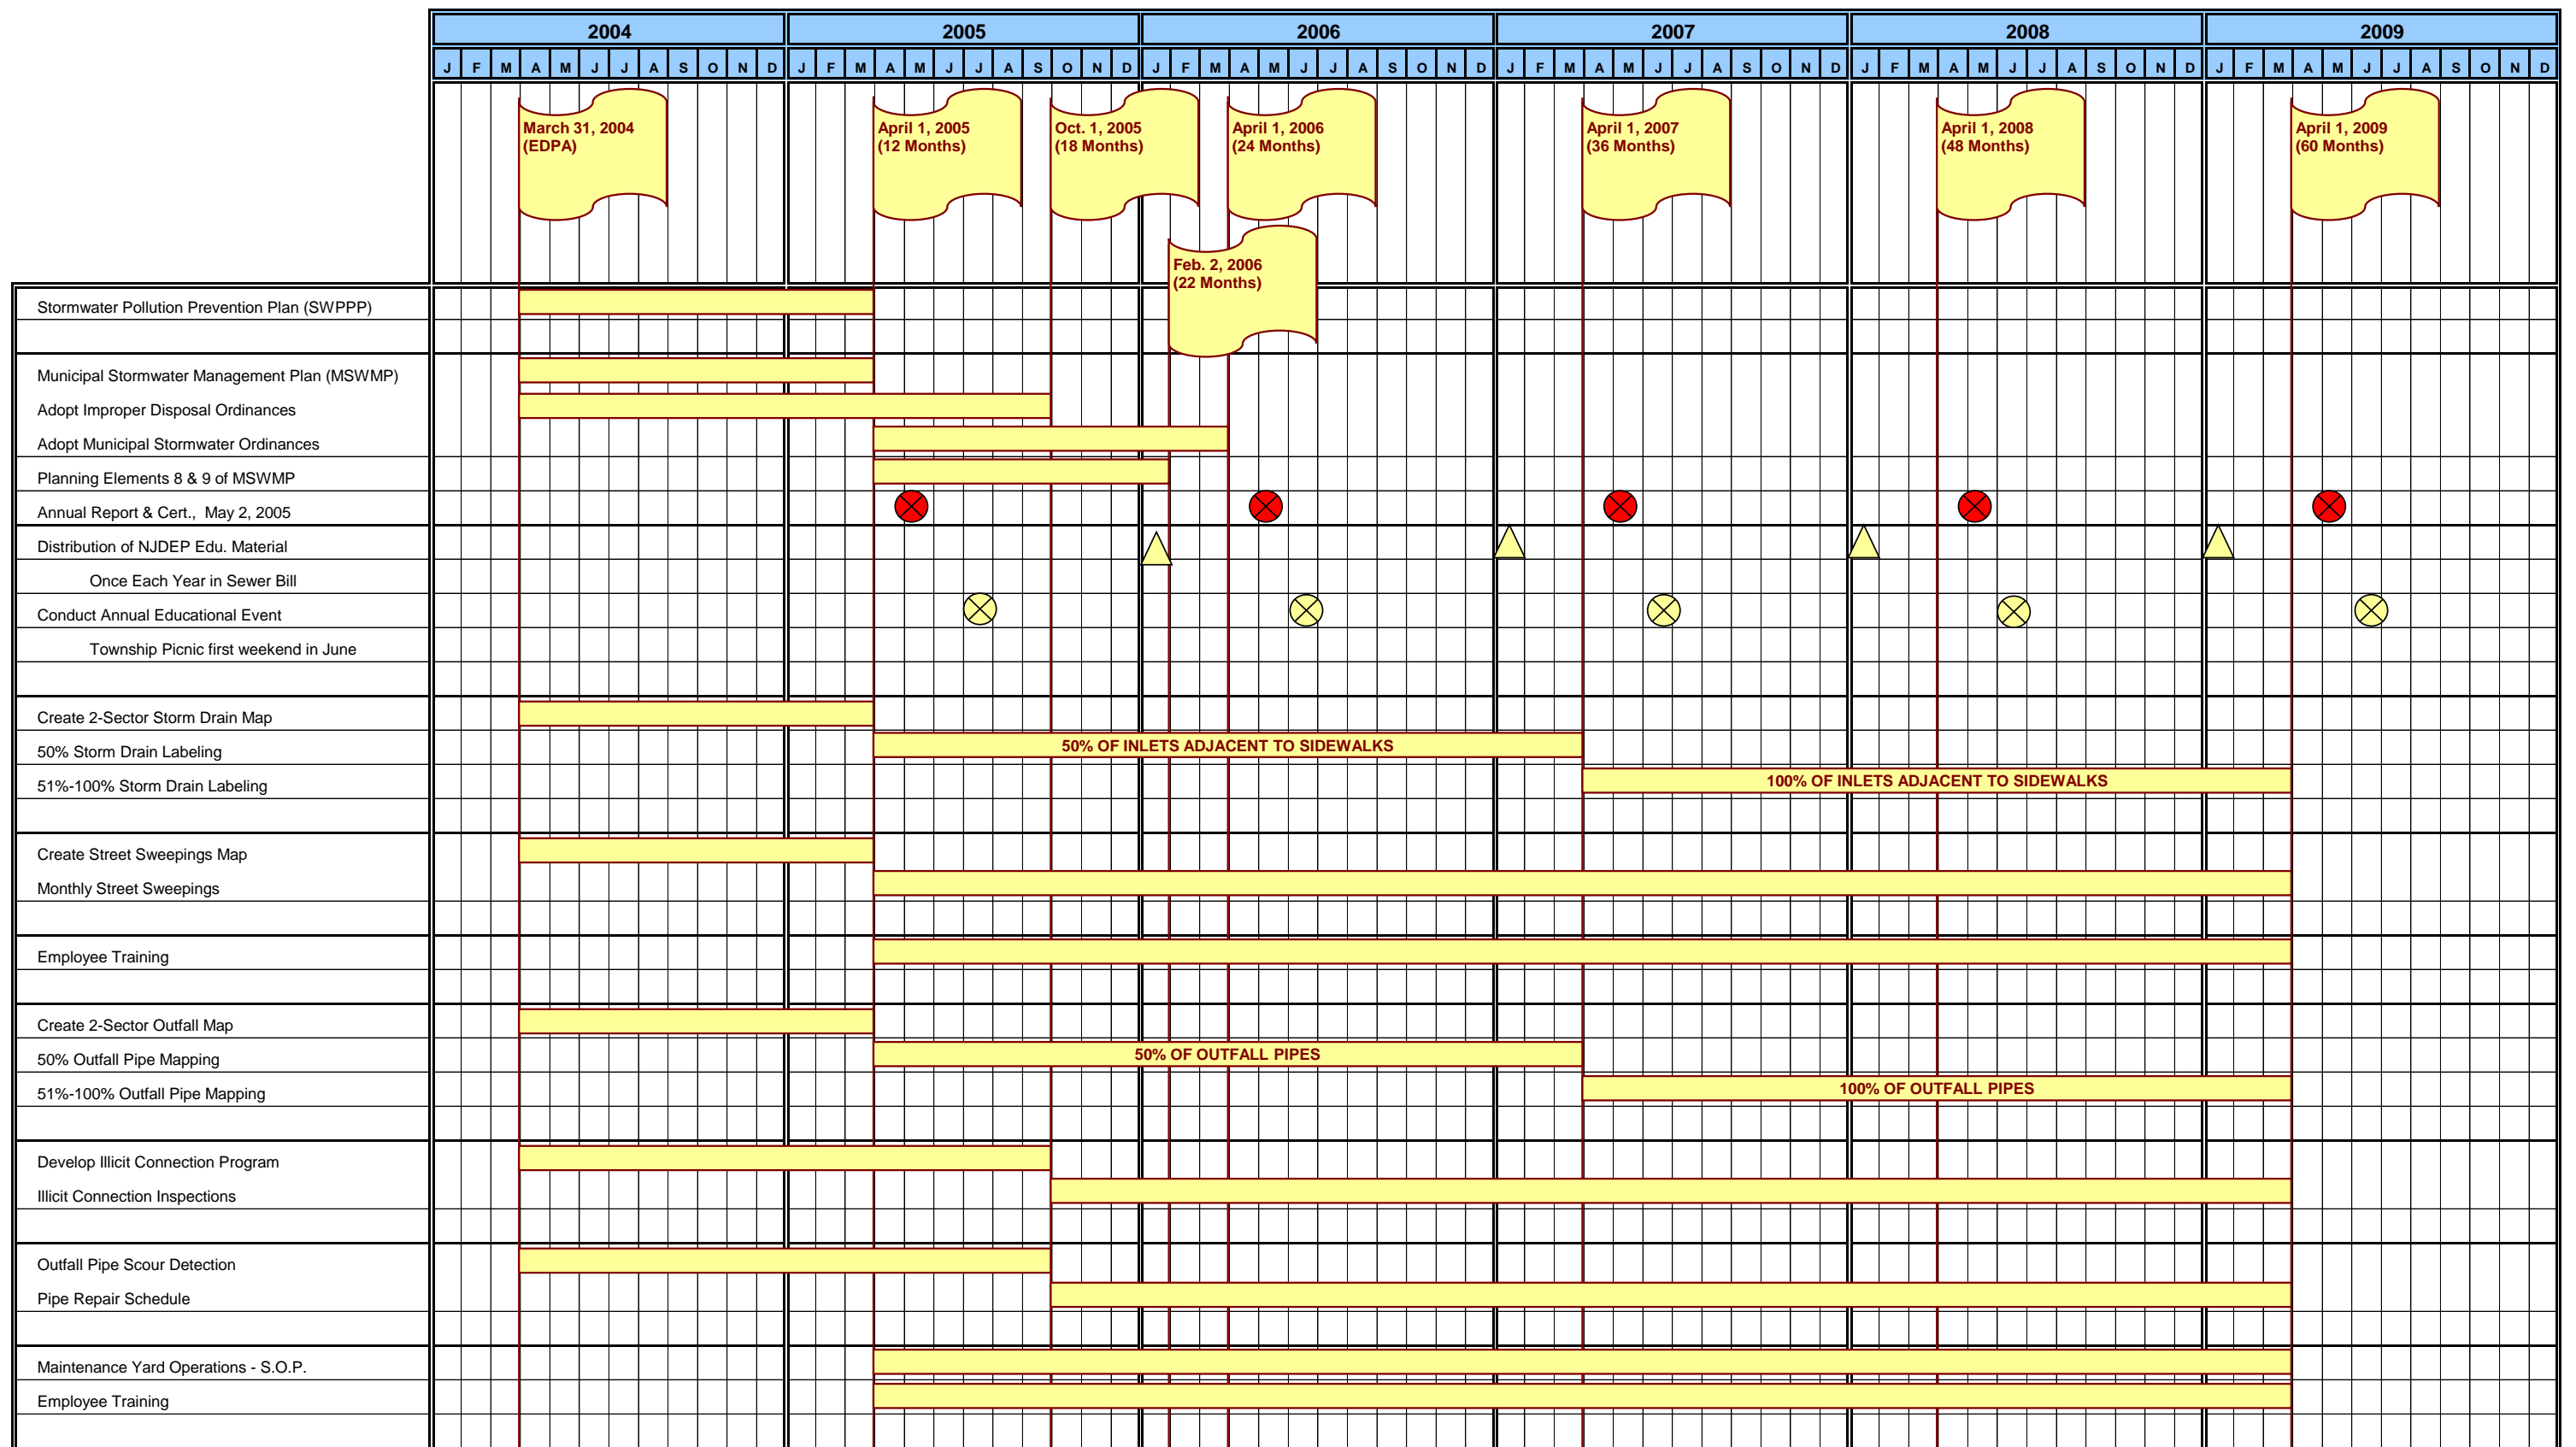 2004 2005 2006 2007 2008 2009
J F M A M J J A S O N D J F M A M J J A S O N D J F M A M J J A S O N D J F M A M J J A S O N D J F M A M J J A S O N D J F M A M J J A S O N D
March 31, 2004
(EDPA)
April 1, 2005
(12 Months)
Oct. 1, 2005
(18 Months)
April 1, 2006
(24 Months)
April 1, 2007
(36 Months)
April 1, 2008
(48 Months)
April 1, 2009
(60 Months)
Feb. 2, 2006
(22 Months)
Stormwater Pollution Prevention Plan (SWPPP)
Municipal Stormwater Management Plan (MSWMP)
Adopt Improper Disposal Ordinances
Adopt Municipal Stormwater Ordinances
Planning Elements 8 & 9 of MSWMP
Annual Report & Cert., May 2, 2005
Distribution of NJDEP Edu. Material
Once Each Year in Sewer Bill
Conduct Annual Educational Event
Township Picnic first weekend in June
Create 2-Sector Storm Drain Map
50% Storm Drain Labeling
50% OF INLETS ADJACENT TO SIDEWALKS
51%-100% Storm Drain Labeling
100% OF INLETS ADJACENT TO SIDEWALKS
Create Street Sweepings Map
Monthly Street Sweepings
Employee Training
Create 2-Sector Outfall Map
50% Outfall Pipe Mapping
50% OF OUTFALL PIPES
51%-100% Outfall Pipe Mapping
100% OF OUTFALL PIPES
Develop Illicit Connection Program
Illicit Connection Inspections
Outfall Pipe Scour Detection
Pipe Repair Schedule
Maintenance Yard Operations - S.O.P.
Employee Training